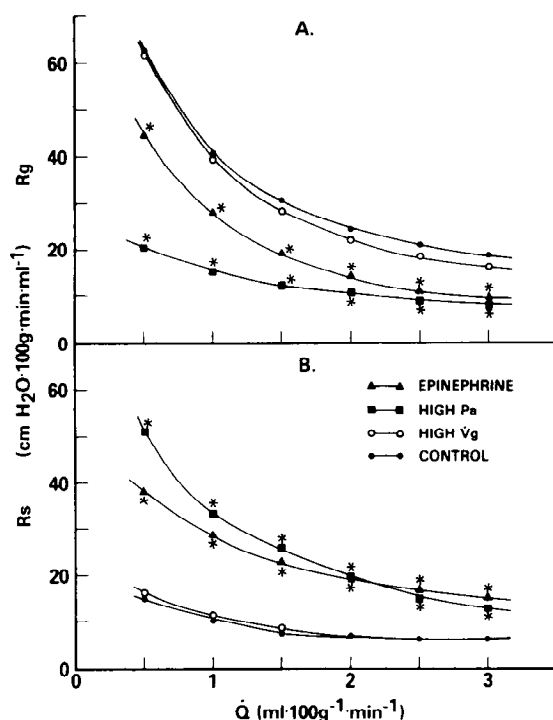 A.
60
40
20
0
Rg
* * * * * *
* * * * * *
(cm H₂O·100g·min·ml⁻¹)
B.
60
40
20
0
Rs
* * * * * *
* * * * * *
EPINEPHRINE
HIGH Pa
HIGH V̇g
CONTROL
0 1 2 3
Q̇ (ml·100g⁻¹·min⁻¹)